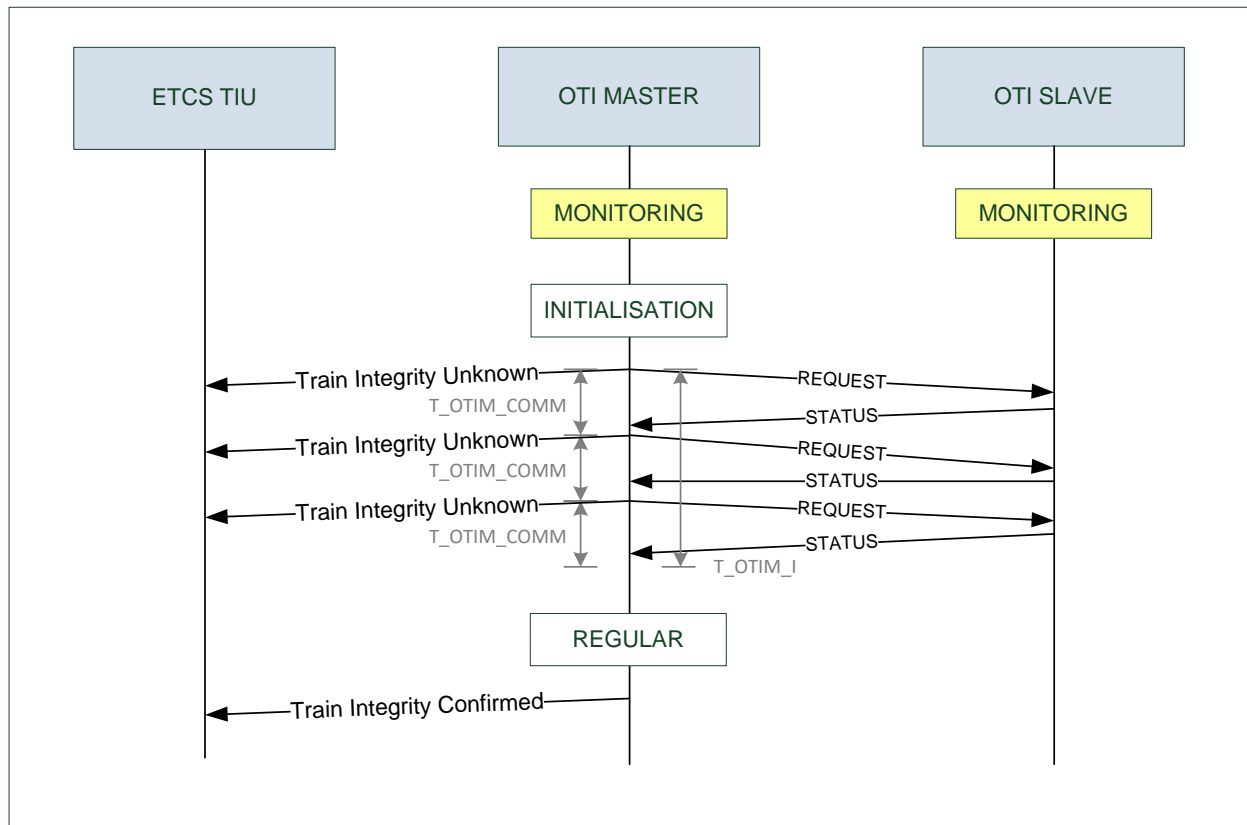 ETCS TIU
OTI MASTER
OTI SLAVE
MONITORING
MONITORING
INITIALISATION
Train Integrity Unknown
REQUEST
T_OTIM_COMM
STATUS
Train Integrity Unknown
REQUEST
T_OTIM_COMM
STATUS
Train Integrity Unknown
REQUEST
T_OTIM_COMM
STATUS
T_OTIM_I
REGULAR
Train Integrity Confirmed